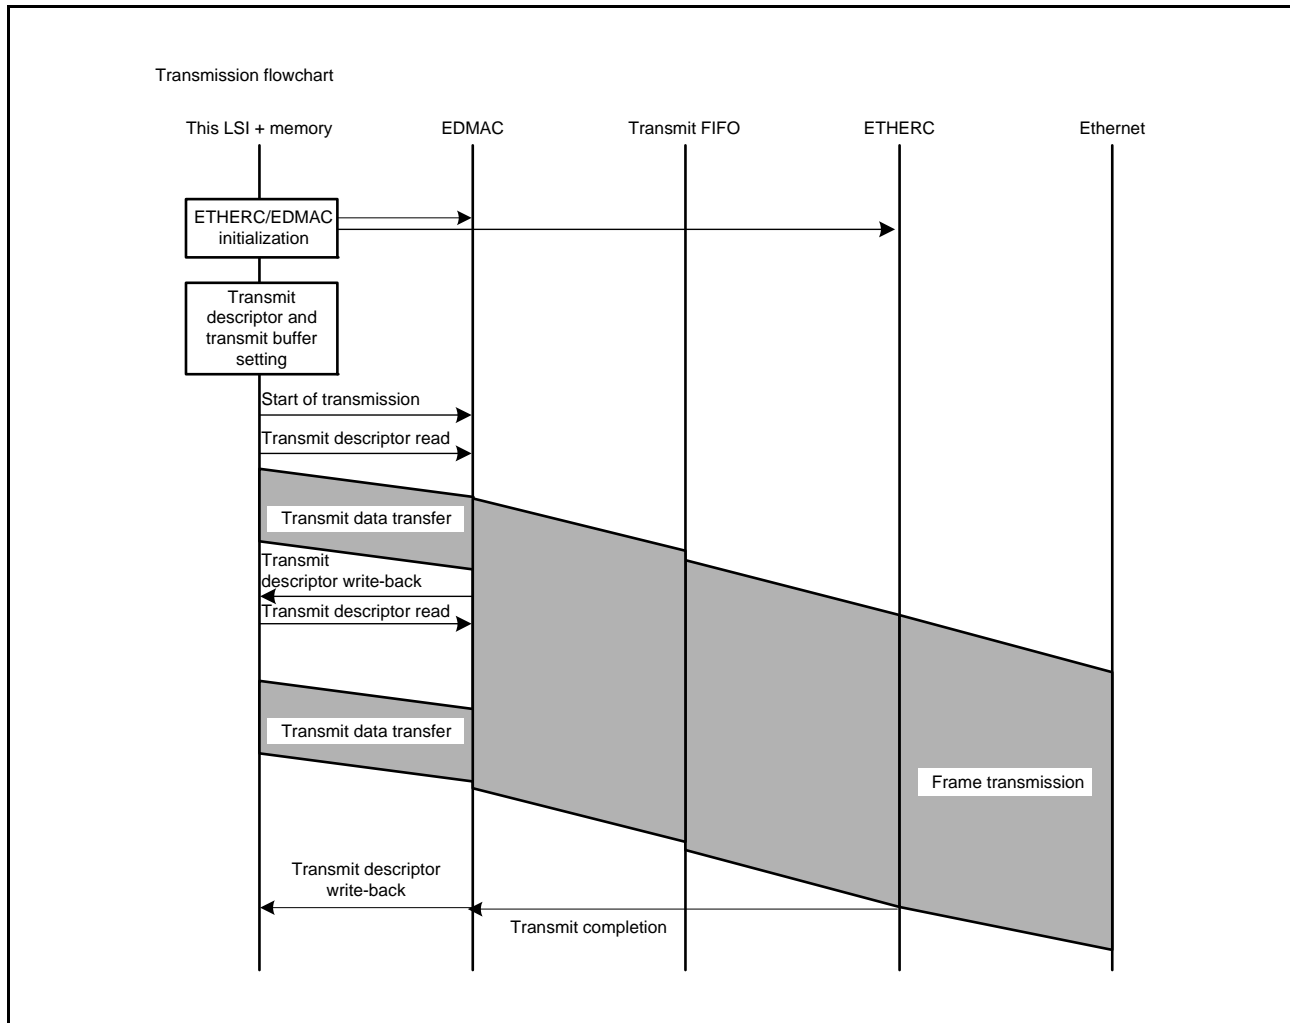 Transmission flowchart
This LSI + memory
EDMAC
Transmit FIFO
ETHERC
Ethernet
ETHERC/EDMAC
initialization
Transmit
descriptor and
transmit buffer
setting
Start of transmission
Transmit descriptor read
Transmit data transfer
Transmit
descriptor write-back
Transmit descriptor read
Transmit data transfer
Frame transmission
Transmit descriptor
write-back
Transmit completion